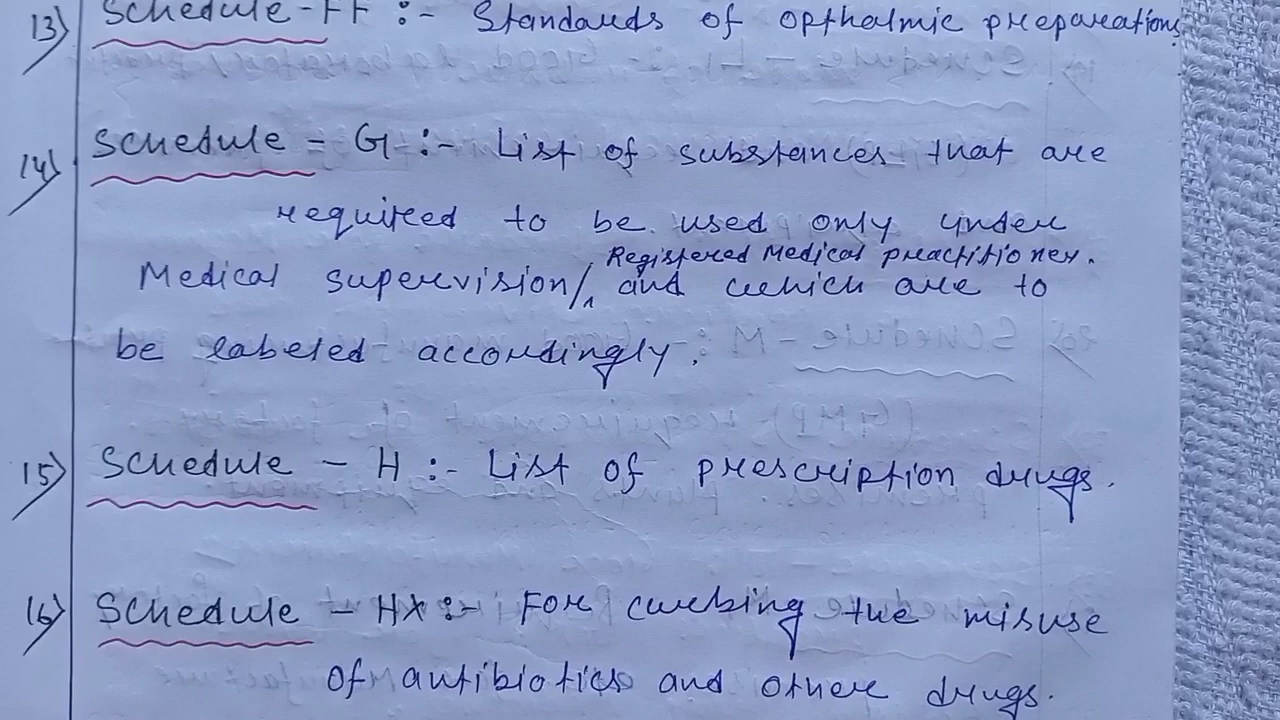 13) Schedule - FF :- Standards of opthalmic preparations
14) Schedule - G :- List of substances that are
required to be used only under
Registered Medical practitioner.
Medical supervision/ and which are to
be labeled accordingly.
15) Schedule - H :- List of prescription drugs.
16) Schedule - HX :- For curbing the misuse
of antibiotics and other drugs.